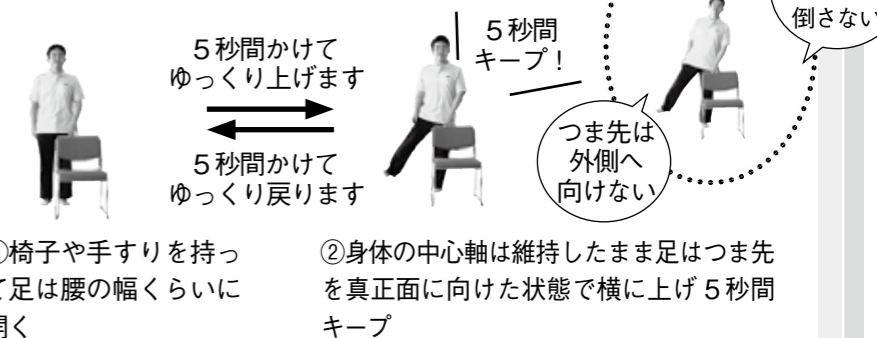 5秒間かけて
ゆっくり上げます
5秒間かけて
ゆっくり戻ります
5秒間
キープ!
倒さない
つま先は
外側へ
向けない
①椅子や手すりを持っ
て足は腰の幅くらいに
開く
②身体の中心軸は維持したまま足はつま先
を真正面に向けた状態で横に上げ5秒間
キープ